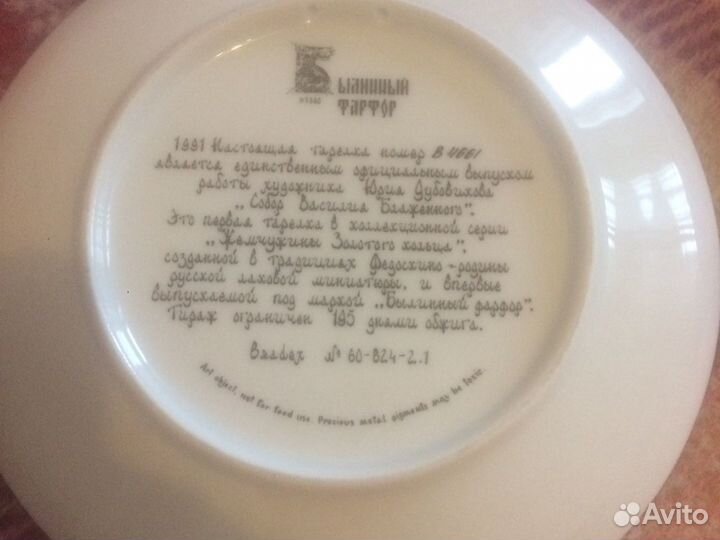 Былинный
фарфор
1991 Настоящая тарелка номер В 4661
является единственным официальным выпуском
работы художника Юрия Дубовикова
„Собор Василия Блаженного”.
Это первая тарелка в коллекционной серии
„Жемчужины Золотого кольца”,
созданной в традициях Федоскино-родины
русской лаковой миниатюры, и впервые
выпускаемой под маркой „Былинный фарфор”.
Тираж ограничен 195 днями обжига.
Bradex № 60-B24-2.1
Art object, not for food use. Precious metal pigments may be toxic.
Avito